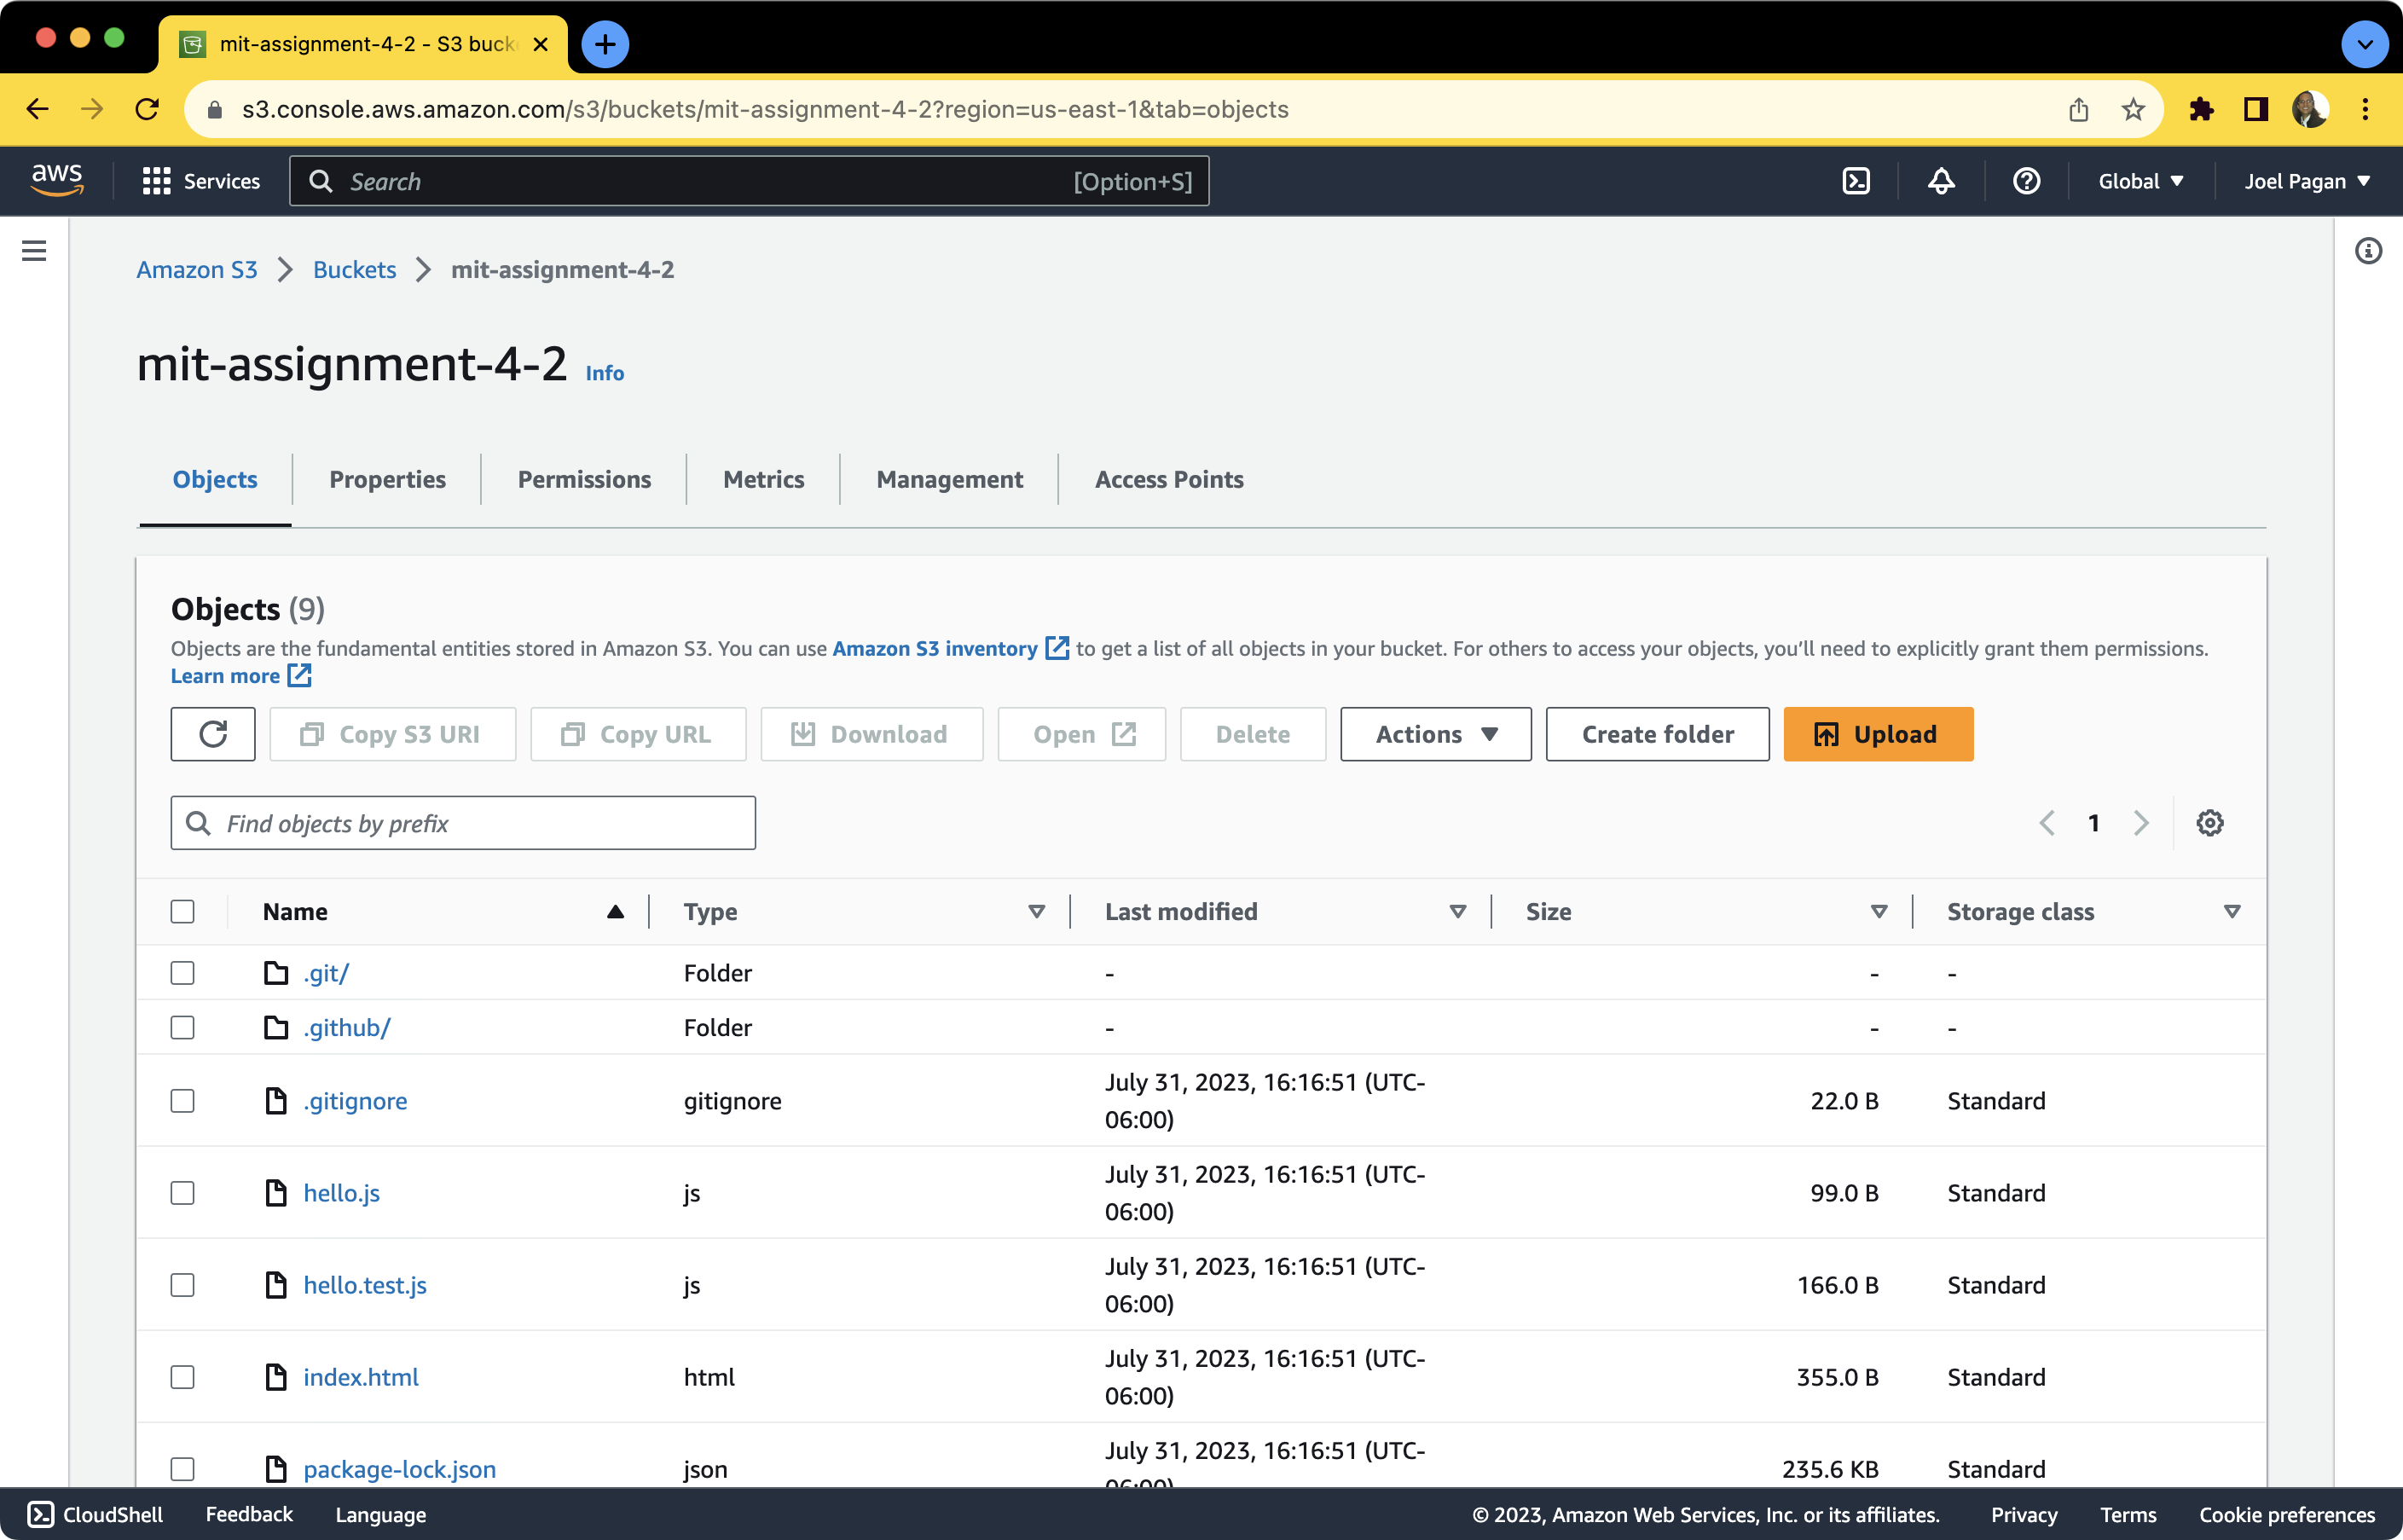 mit-assignment-4-2 - S3 buck
s3.console.aws.amazon.com/s3/buckets/mit-assignment-4-2?region=us-east-1&tab=objects
aws Services Search [Option+S] Global Joel Pagan
Amazon S3 Buckets mit-assignment-4-2
mit-assignment-4-2 Info
Objects Properties Permissions Metrics Management Access Points
Objects (9)
Objects are the fundamental entities stored in Amazon S3. You can use Amazon S3 inventory to get a list of all objects in your bucket. For others to access your objects, you’ll need to explicitly grant them permissions.
Learn more
Copy S3 URI Copy URL Download Open Delete Actions Create folder Upload
Find objects by prefix 1
Name Type Last modified Size Storage class
.git/ Folder - - -
.github/ Folder - - -
.gitignore gitignore July 31, 2023, 16:16:51 (UTC-
06:00) 22.0 B Standard
hello.js js July 31, 2023, 16:16:51 (UTC-
06:00) 99.0 B Standard
hello.test.js js July 31, 2023, 16:16:51 (UTC-
06:00) 166.0 B Standard
index.html html July 31, 2023, 16:16:51 (UTC-
06:00) 355.0 B Standard
package-lock.json json July 31, 2023, 16:16:51 (UTC-
06:00) 235.6 KB Standard
CloudShell Feedback Language © 2023, Amazon Web Services, Inc. or its affiliates. Privacy Terms Cookie preferences